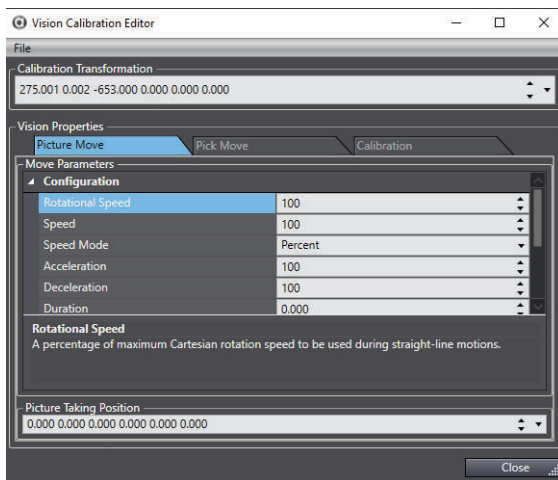 Vision Calibration Editor
File
Calibration Transformation
275.001 0.002 -653.000 0.000 0.000 0.000
Vision Properties
Picture Move Pick Move Calibration
Move Parameters
Configuration
Rotational Speed 100
Speed 100
Speed Mode Percent
Acceleration 100
Deceleration 100
Duration 0.000
Rotational Speed
A percentage of maximum Cartesian rotation speed to be used during straight-line motions.
Picture Taking Position
0.000 0.000 0.000 0.000 0.000 0.000
Close